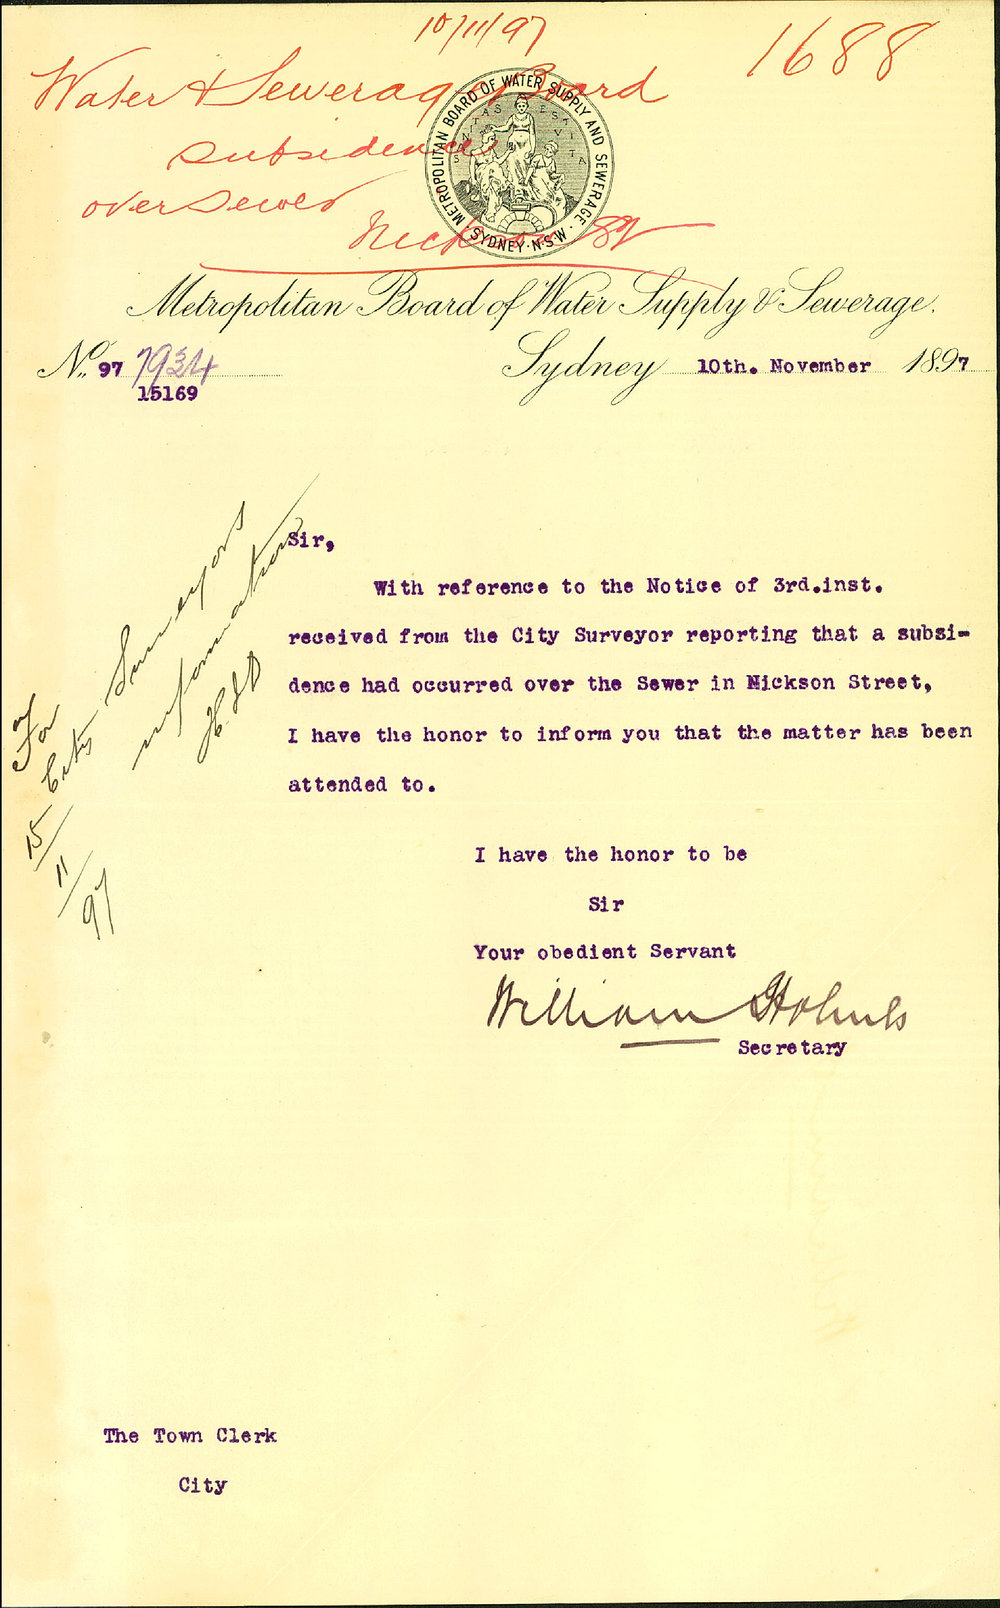 10/11/97
1688
Water & Sewerage Board
subsidence
over sewer
Nickson St
METROPOLITAN BOARD OF WATER SUPPLY AND SEWERAGE.
SYDNEY·N·S·W·
SANITAS EST VITA
Metropolitan Board of Water Supply & Sewerage.
No. 97 7934
15169
Sydney 10th. November 1897
Sir,
With reference to the Notice of 3rd.inst.
received from the City Surveyor reporting that a subsi-
dence had occurred over the Sewer in Nickson Street,
I have the honor to inform you that the matter has been
attended to.
I have the honor to be
Sir
Your obedient Servant
William Holmes
Secretary
For
City Surveyors
information
15/11/97
The Town Clerk
City